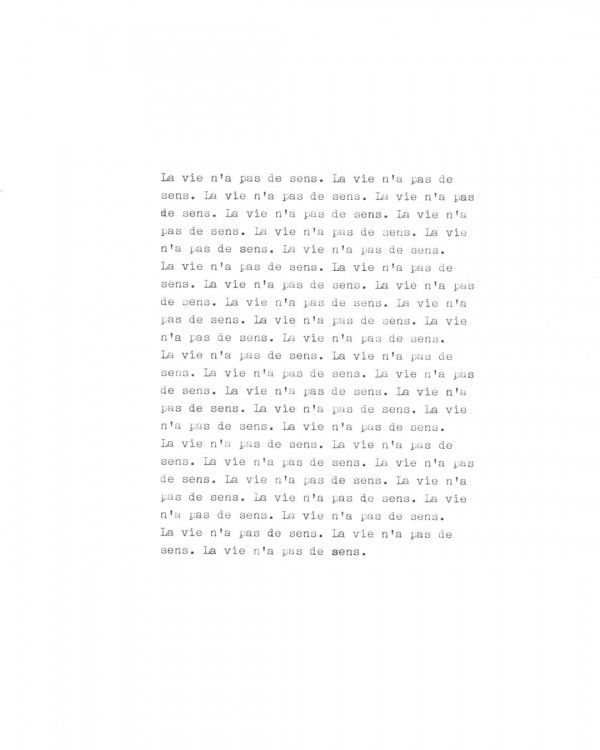 La vie n'a pas de sens. La vie n'a pas de
sens. La vie n'a pas de sens. La vie n'a pas
de sens. La vie n'a pas de sens. La vie n'a
pas de sens. La vie n'a pas de sens. La vie
n'a pas de sens. La vie n'a pas de sens.
La vie n'a pas de sens. La vie n'a pas de
sens. La vie n'a pas de sens. La vie n'a pas
de sens. La vie n'a pas de sens. La vie n'a
pas de sens. La vie n'a pas de sens. La vie
n'a pas de sens. La vie n'a pas de sens.
La vie n'a pas de sens. La vie n'a pas de
sens. La vie n'a pas de sens. La vie n'a pas
de sens. La vie n'a pas de sens. La vie n'a
pas de sens. La vie n'a pas de sens. La vie
n'a pas de sens. La vie n'a pas de sens.
La vie n'a pas de sens. La vie n'a pas de
sens. La vie n'a pas de sens. La vie n'a pas
de sens. La vie n'a pas de sens. La vie n'a
pas de sens. La vie n'a pas de sens. La vie
n'a pas de sens. La vie n'a pas de sens.
La vie n'a pas de sens. La vie n'a pas de
sens. La vie n'a pas de sens.